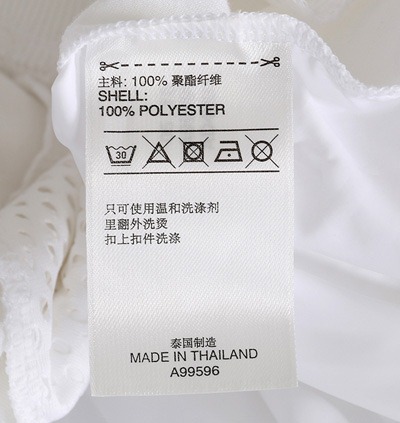 主料: 100% 聚酯纤维
SHELL:
100% POLYESTER
30
只可使用温和洗涤剂
里翻外洗烫
扣上扣件洗涤
泰国制造
MADE IN THAILAND
A99596